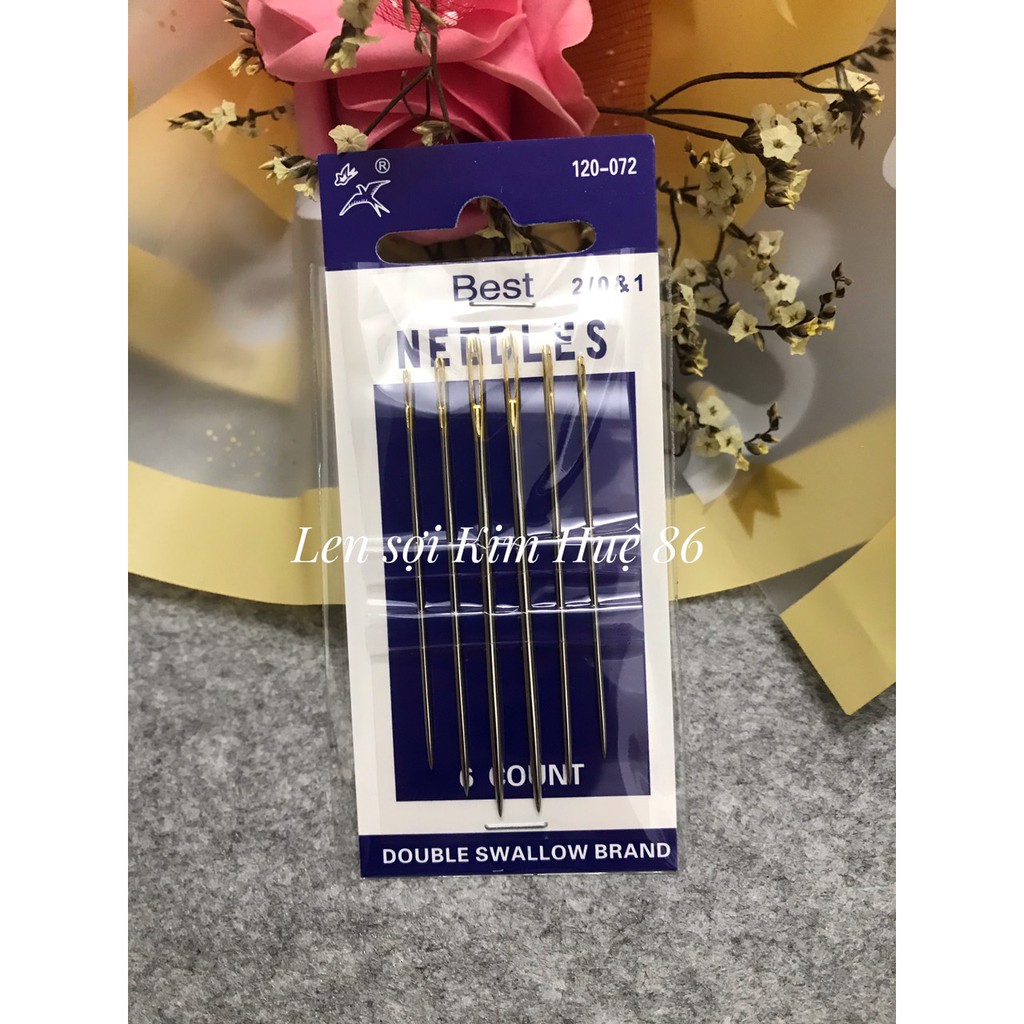 ®
120-072
Best
2/0 & 1
NEEDLES
Len sợi Kim Huệ 86
6 COUNT
DOUBLE SWALLOW BRAND